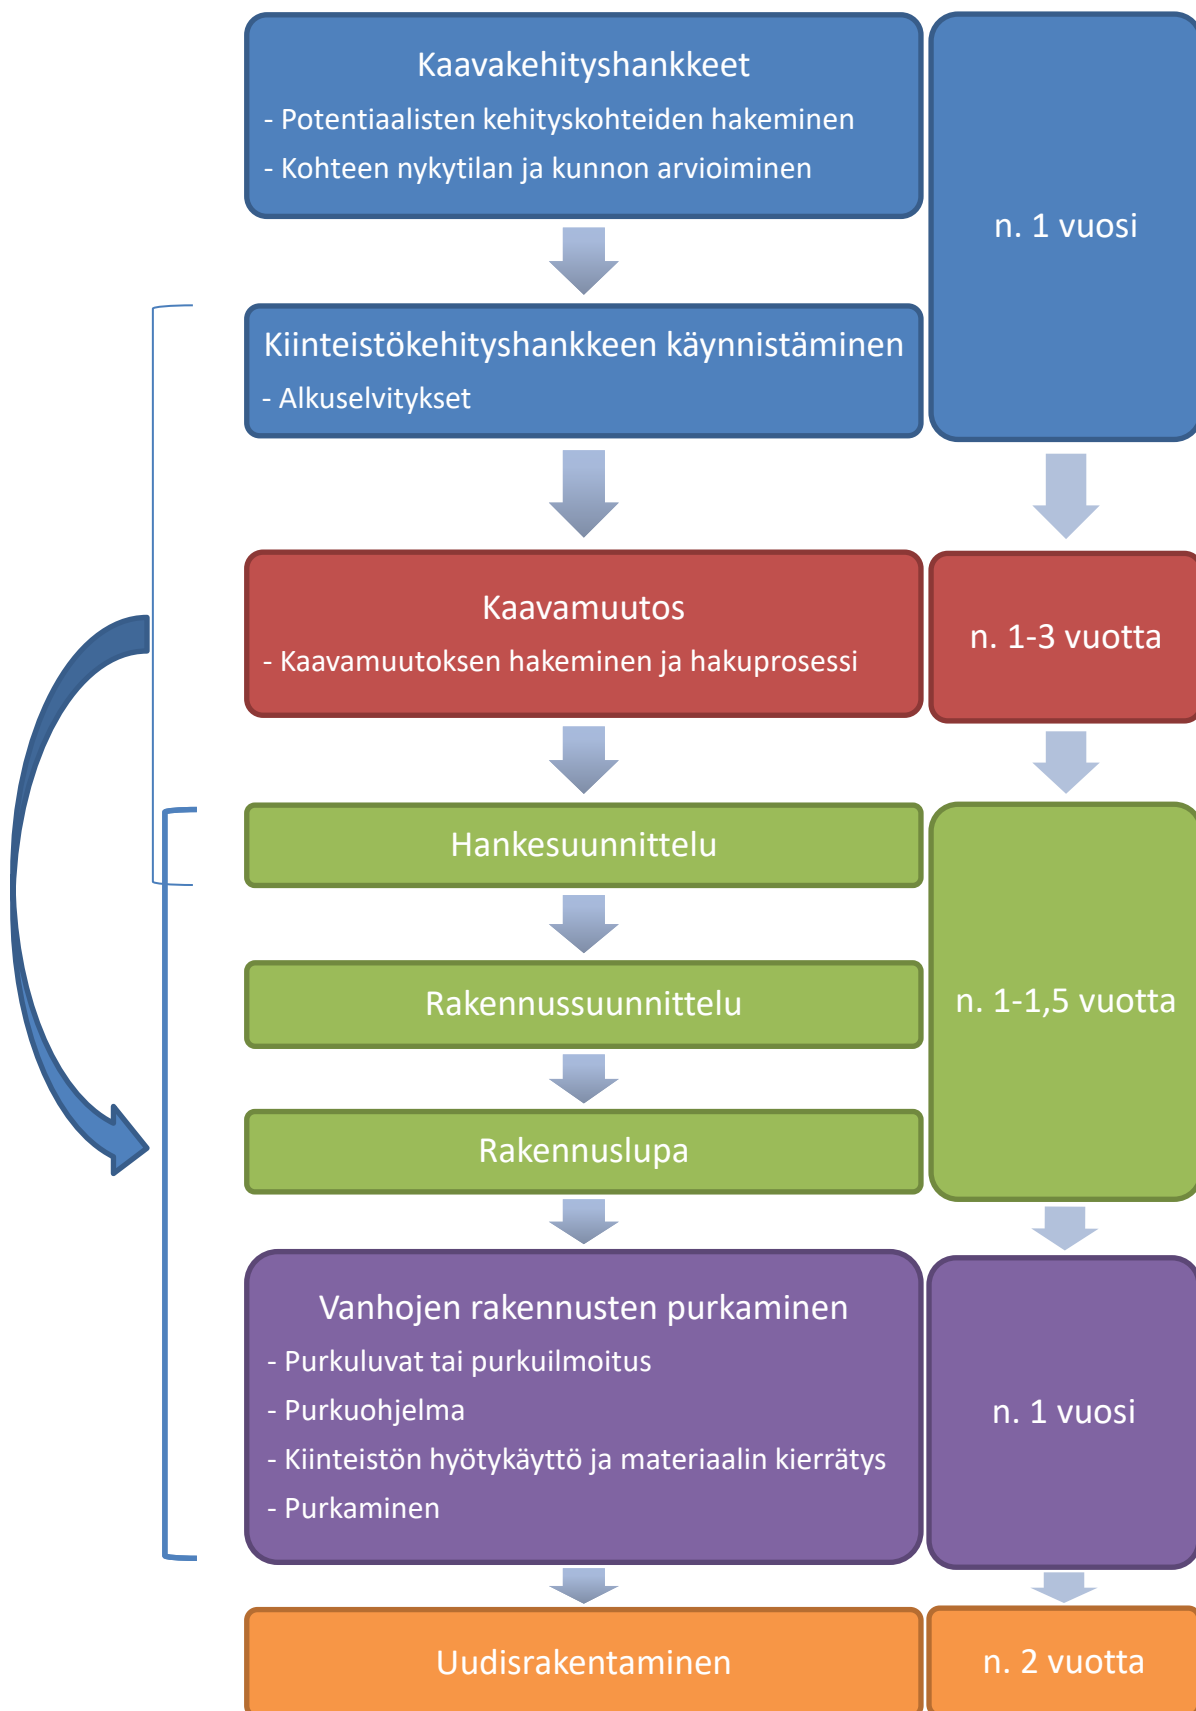 Kaavakehityshankkeet
- Potentiaalisten kehityskohteiden hakeminen
- Kohteen nykytilan ja kunnon arvioiminen
n. 1 vuosi
Kiinteistökehityshankkeen käynnistäminen
- Alkuselvitykset
Kaavamuutos
- Kaavamuutoksen hakeminen ja hakuprosessi
n. 1-3 vuotta
Hankesuunnittelu
Rakennussuunnittelu
n. 1-1,5 vuotta
Rakennuslupa
Vanhojen rakennusten purkaminen
- Purkuluvat tai purkuilmoitus
- Purkuohjelma
- Kiinteistön hyötykäyttö ja materiaalin kierrätys
- Purkaminen
n. 1 vuosi
Uudisrakentaminen
n. 2 vuotta